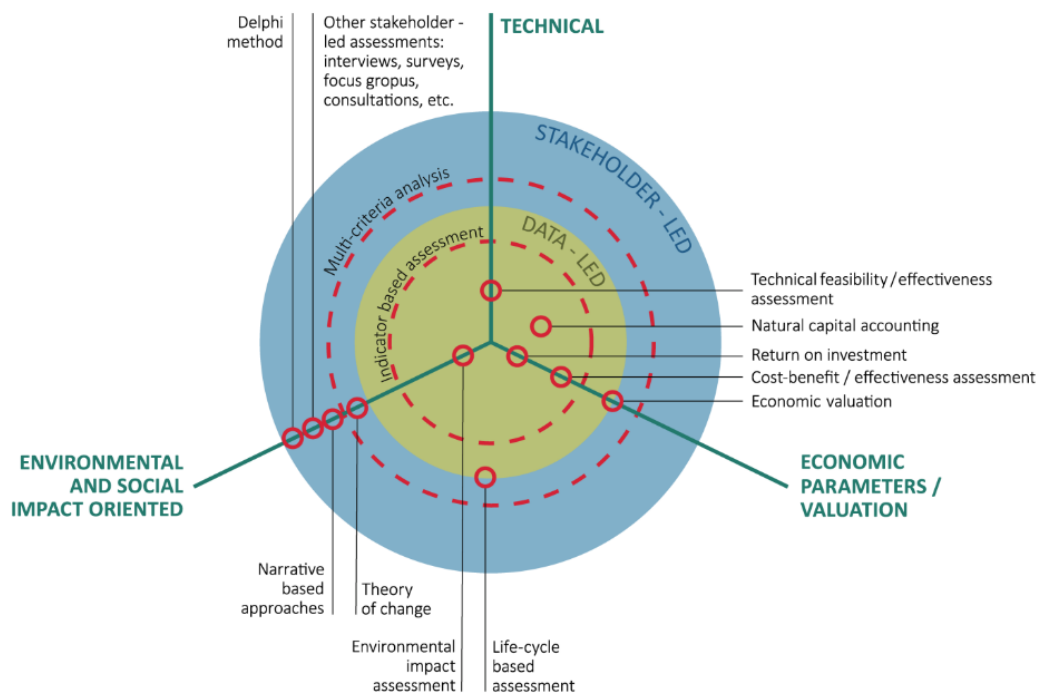 Delphi
method
Other stakeholder -
led assessments:
interviews, surveys,
focus gropus,
consultations, etc.
TECHNICAL
STAKEHOLDER - LED
Multi-criteria analysis
DATA - LED
Indicator based assessment
Technical feasibility / effectiveness
assessment
Natural capital accounting
Return on investment
Cost-benefit / effectiveness assessment
Economic valuation
ENVIRONMENTAL
AND SOCIAL
IMPACT ORIENTED
ECONOMIC
PARAMETERS /
VALUATION
Narrative
based
approaches
Theory
of change
Environmental
impact
assessment
Life-cycle
based
assessment